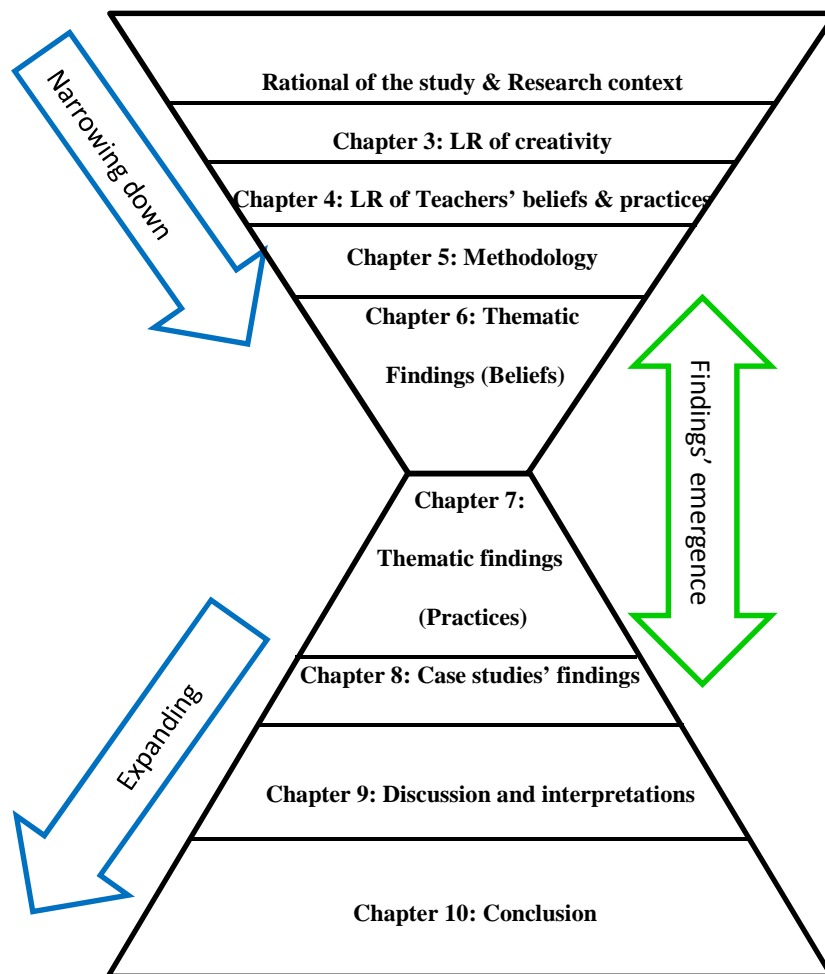 Rational of the study & Research context
Narrowing down
Chapter 3: LR of creativity
Chapter 4: LR of Teachers’ beliefs & practices
Chapter 5: Methodology
Chapter 6: Thematic
Findings (Beliefs)
Findings’ emergence
Chapter 7:
Thematic findings
(Practices)
Chapter 8: Case studies’ findings
Expanding
Chapter 9: Discussion and interpretations
Chapter 10: Conclusion